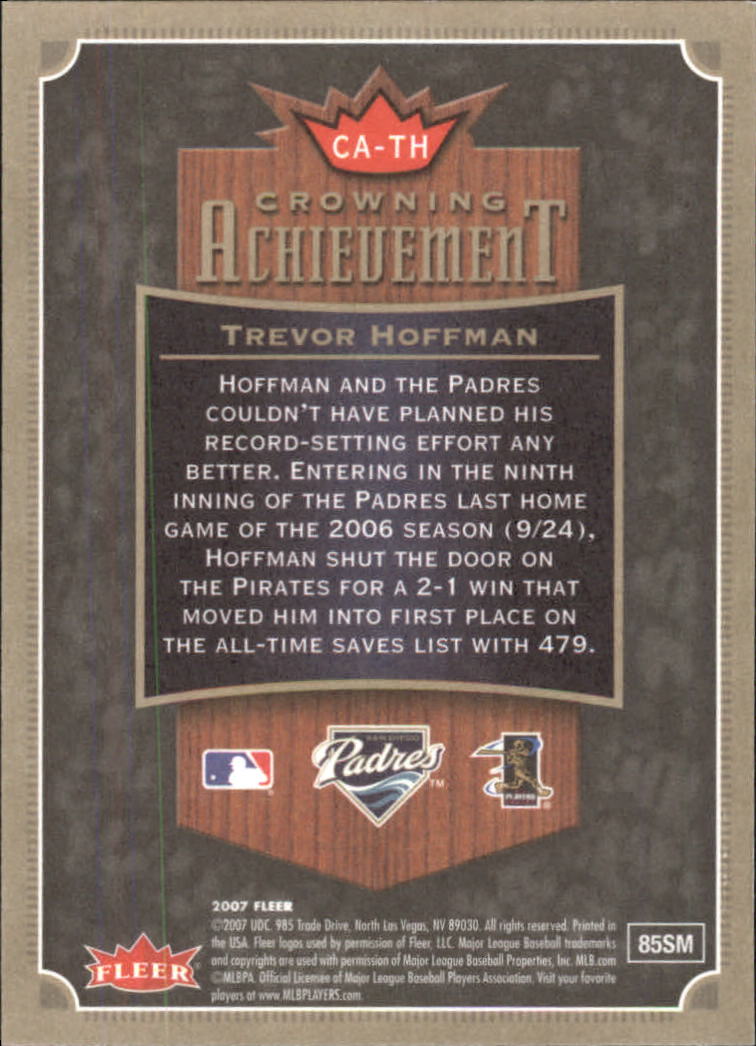 CA-TH
CROWNING
ACHIEVEMENT
TREVOR HOFFMAN
HOFFMAN AND THE PADRES
COULDN'T HAVE PLANNED HIS
RECORD-SETTING EFFORT ANY
BETTER. ENTERING IN THE NINTH
INNING OF THE PADRES LAST HOME
GAME OF THE 2006 SEASON (9/24),
HOFFMAN SHUT THE DOOR ON
THE PIRATES FOR A 2-1 WIN THAT
MOVED HIM INTO FIRST PLACE ON
THE ALL-TIME SAVES LIST WITH 479.
SAN DIEGO
Padres
TM
PLAYERS
2007 FLEER
©2007 UDC. 985 Trade Drive, North Las Vegas, NV 89030. All rights reserved. Printed in
the USA. Fleer logos used by permission of Fleer, LLC. Major League Baseball trademarks
and copyrights are used with permission of Major League Baseball Properties, Inc. MLB.com
©MLBPA. Official Licensee of Major League Baseball Players Association. Visit your favorite
players at www.MLBPLAYERS.com.
85SM
FLEER®